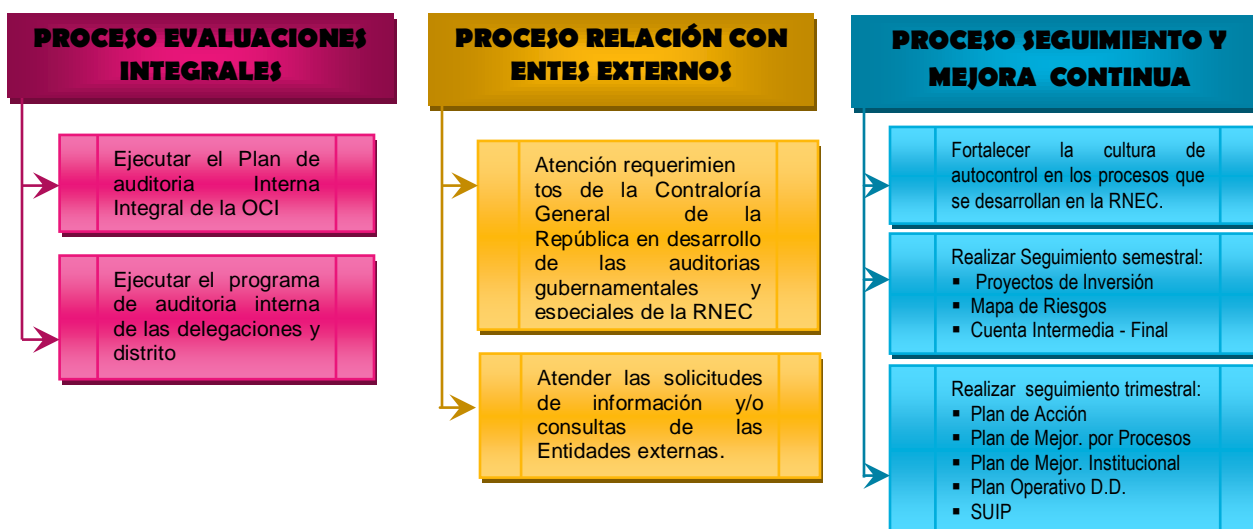 PROCESO EVALUACIONES
INTEGRALES
Ejecutar el Plan de
auditoria Interna
Integral de la OCI
Ejecutar el programa
de auditoria interna
de las delegaciones y
distrito
PROCESO RELACIÓN CON
ENTES EXTERNOS
Atención requerimien
tos de la Contraloría
General de la
República en desarrollo
de las auditorias
gubernamentales y
especiales de la RNEC
Atender las solicitudes
de información y/o
consultas de las
Entidades externas.
PROCESO SEGUIMIENTO Y
MEJORA CONTINUA
Fortalecer la cultura de
autocontrol en los procesos que
se desarrollan en la RNEC.
Realizar Seguimiento semestral:
▪ Proyectos de Inversión
▪ Mapa de Riesgos
▪ Cuenta Intermedia - Final
Realizar seguimiento trimestral:
▪ Plan de Acción
▪ Plan de Mejor. por Procesos
▪ Plan de Mejor. Institucional
▪ Plan Operativo D.D.
▪ SUIP